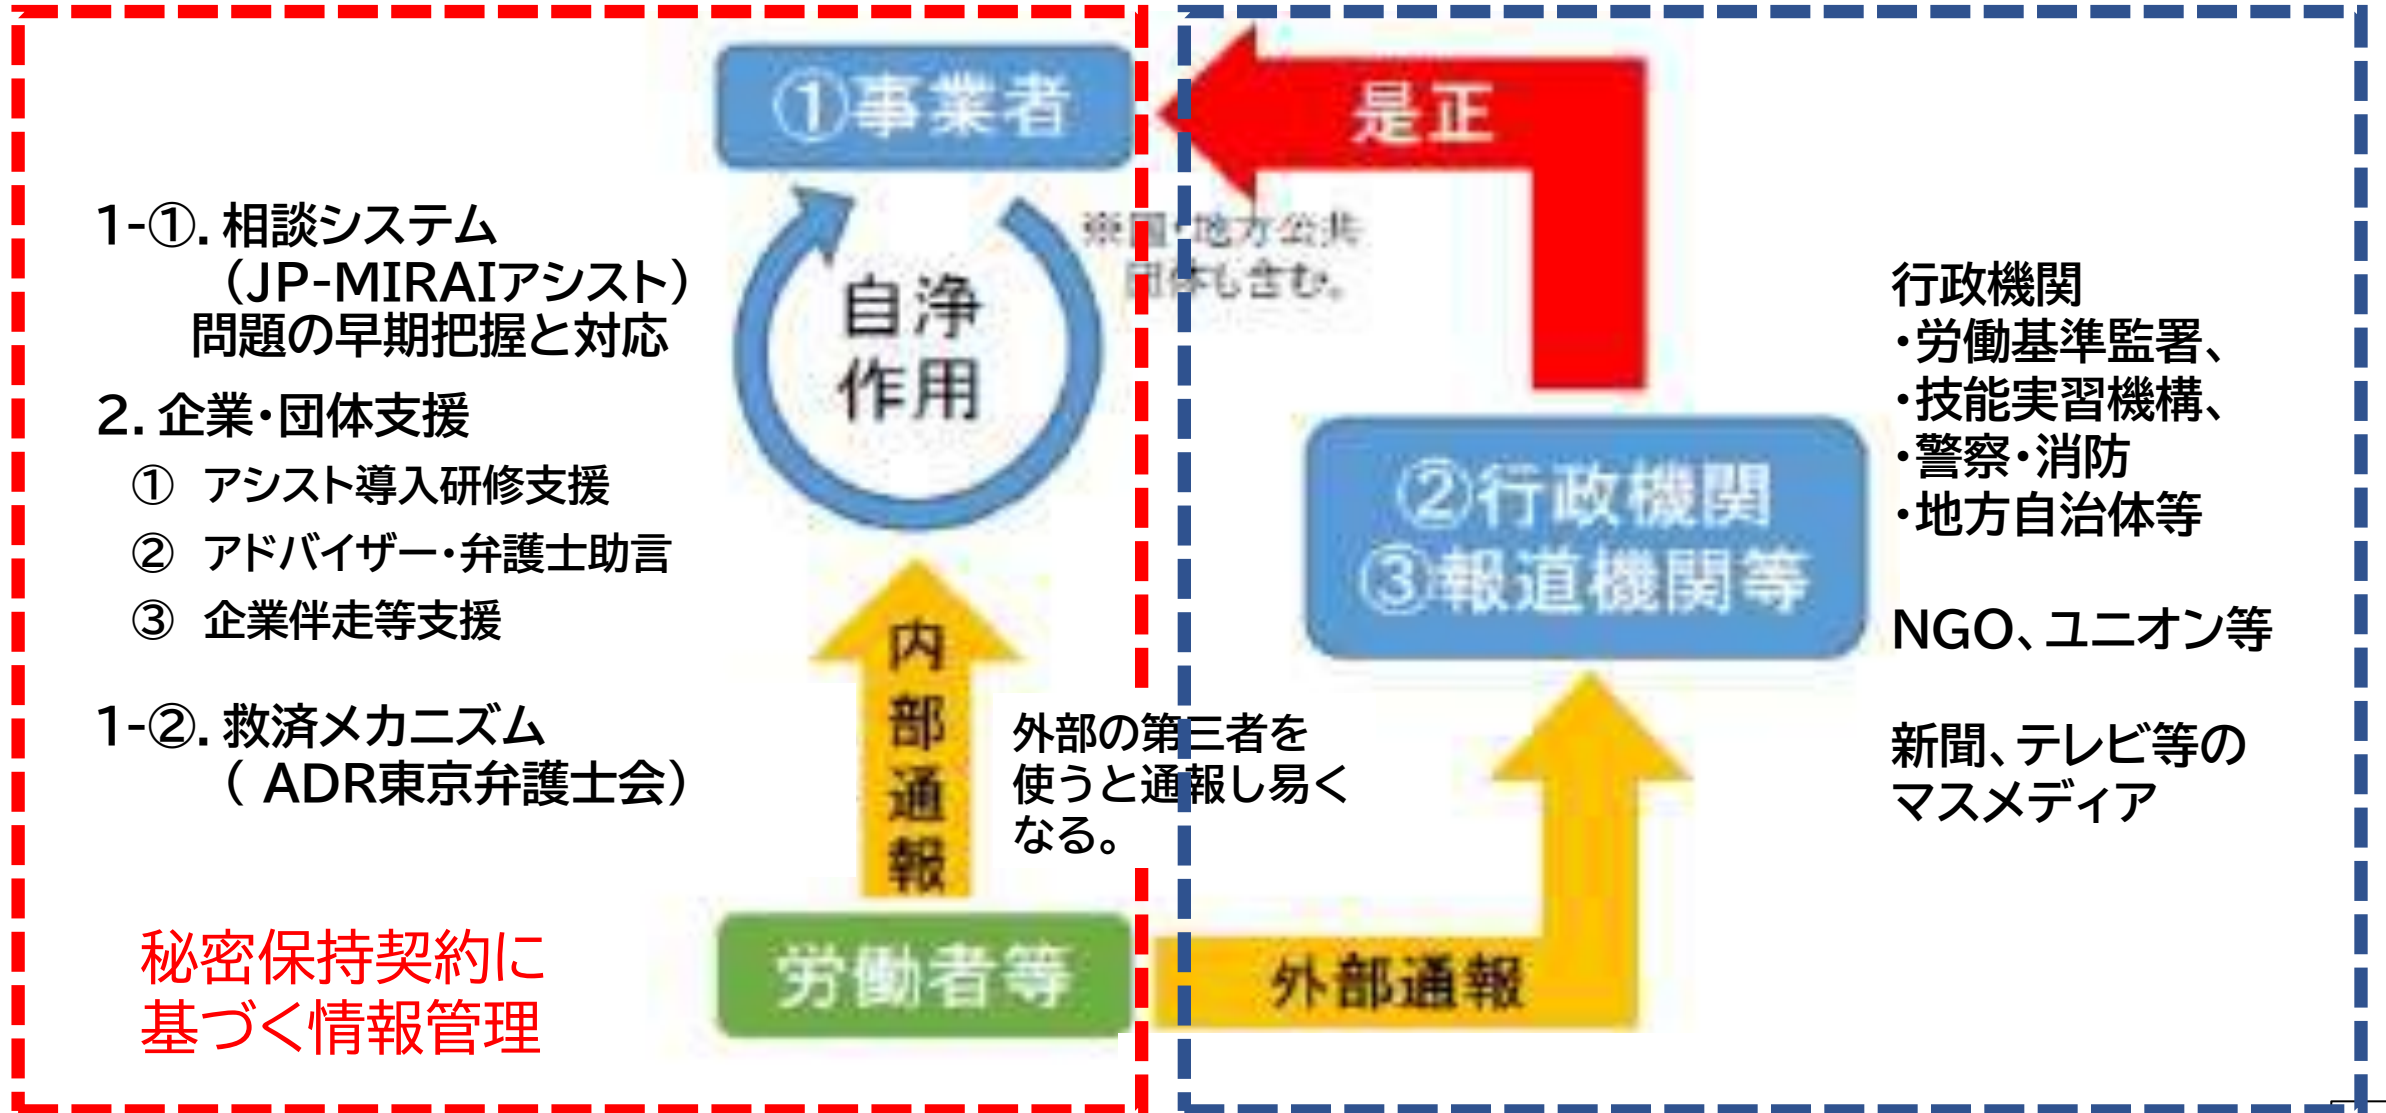 ①事業者
是正
※国・地方公共
団体も含む。
自浄
作用
1-①. 相談システム
（JP-MIRAIアシスト）
問題の早期把握と対応
2. 企業・団体支援
① アシスト導入研修支援
② アドバイザー・弁護士助言
③ 企業伴走等支援
1-②. 救済メカニズム
（ ADR東京弁護士会）
秘密保持契約に
基づく情報管理
内部通報
外部の第三者を
使うと通報し易く
なる。
労働者等
外部通報
②行政機関
③報道機関等
行政機関
・労働基準監署、
・技能実習機構、
・警察・消防
・地方自治体等
NGO、ユニオン等
新聞、テレビ等の
マスメディア